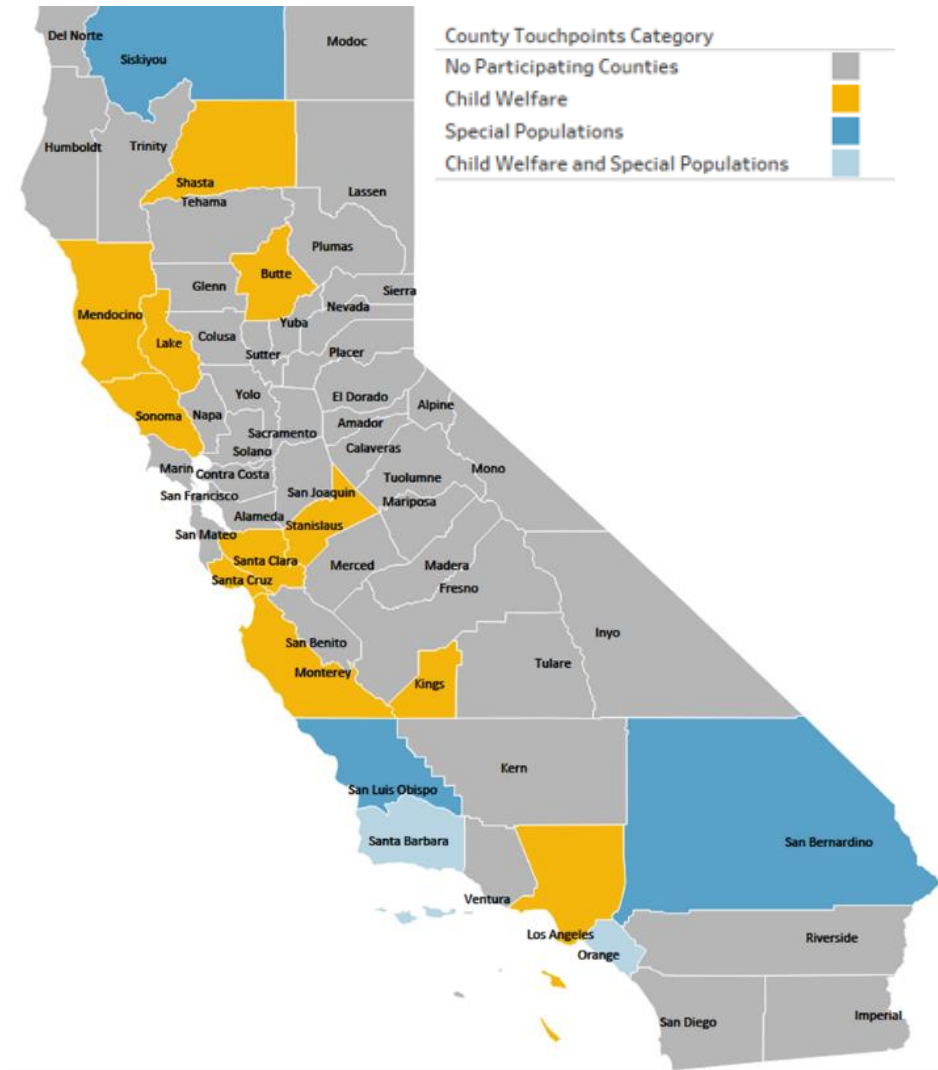 Del Norte
Siskiyou
Modoc
County Touchpoints Category
No Participating Counties
Child Welfare
Special Populations
Child Welfare and Special Populations
Humboldt
Trinity
Shasta
Tehama
Lassen
Plumas
Butte
Glenn
Sierra
Nevada
Mendocino
Yuba
Colusa
Lake
Sutter
Placer
Yolo
El Dorado
Alpine
Sonoma
Napa
Amador
Sacramento
Solano
Calaveras
Marin
Contra Costa
Mono
Tuolumne
San Francisco
San Joaquin
Mariposa
Alameda
Stanislaus
San Mateo
Santa Clara
Merced
Madera
Santa Cruz
Fresno
Inyo
San Benito
Tulare
Monterey
Kings
Kern
San Luis Obispo
Santa Barbara
San Bernardino
Ventura
Los Angeles
Riverside
Orange
San Diego
Imperial